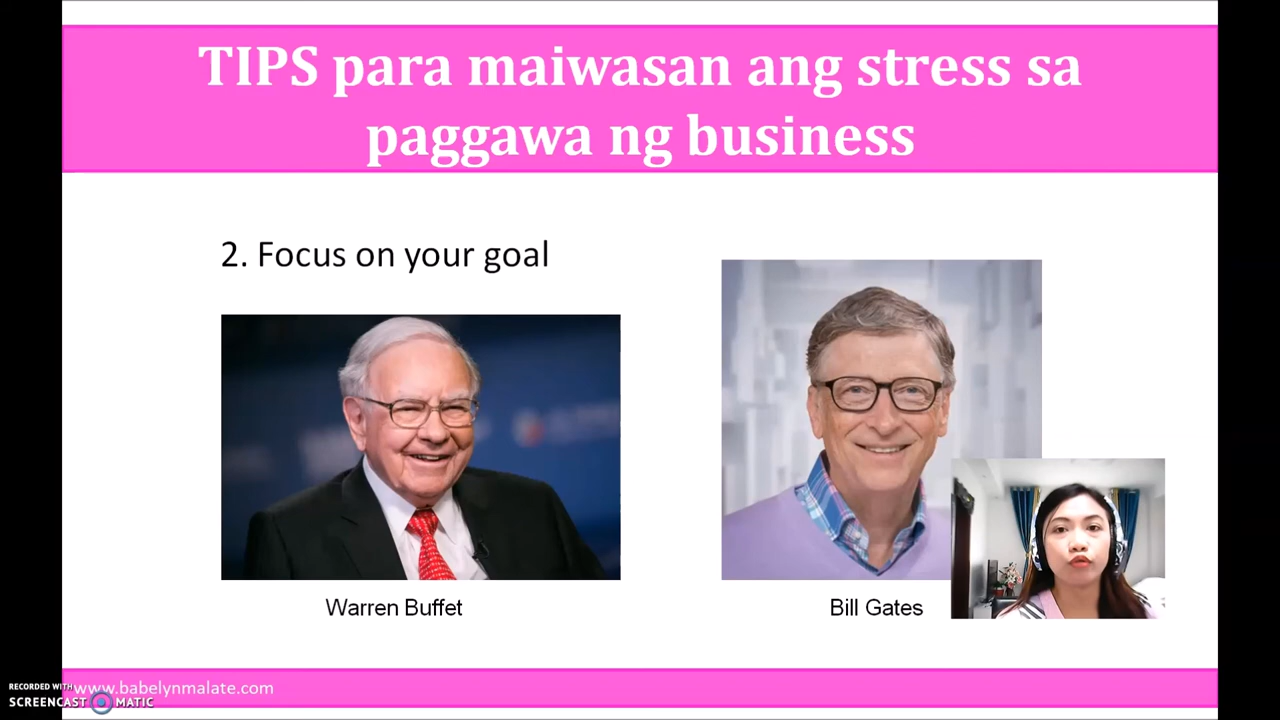 TIPS para maiwasan ang stress sa
paggawa ng business
2. Focus on your goal
Warren Buffet
Bill Gates
www.babelynmalate.com
RECORDED WITH
SCREENCAST MATIC